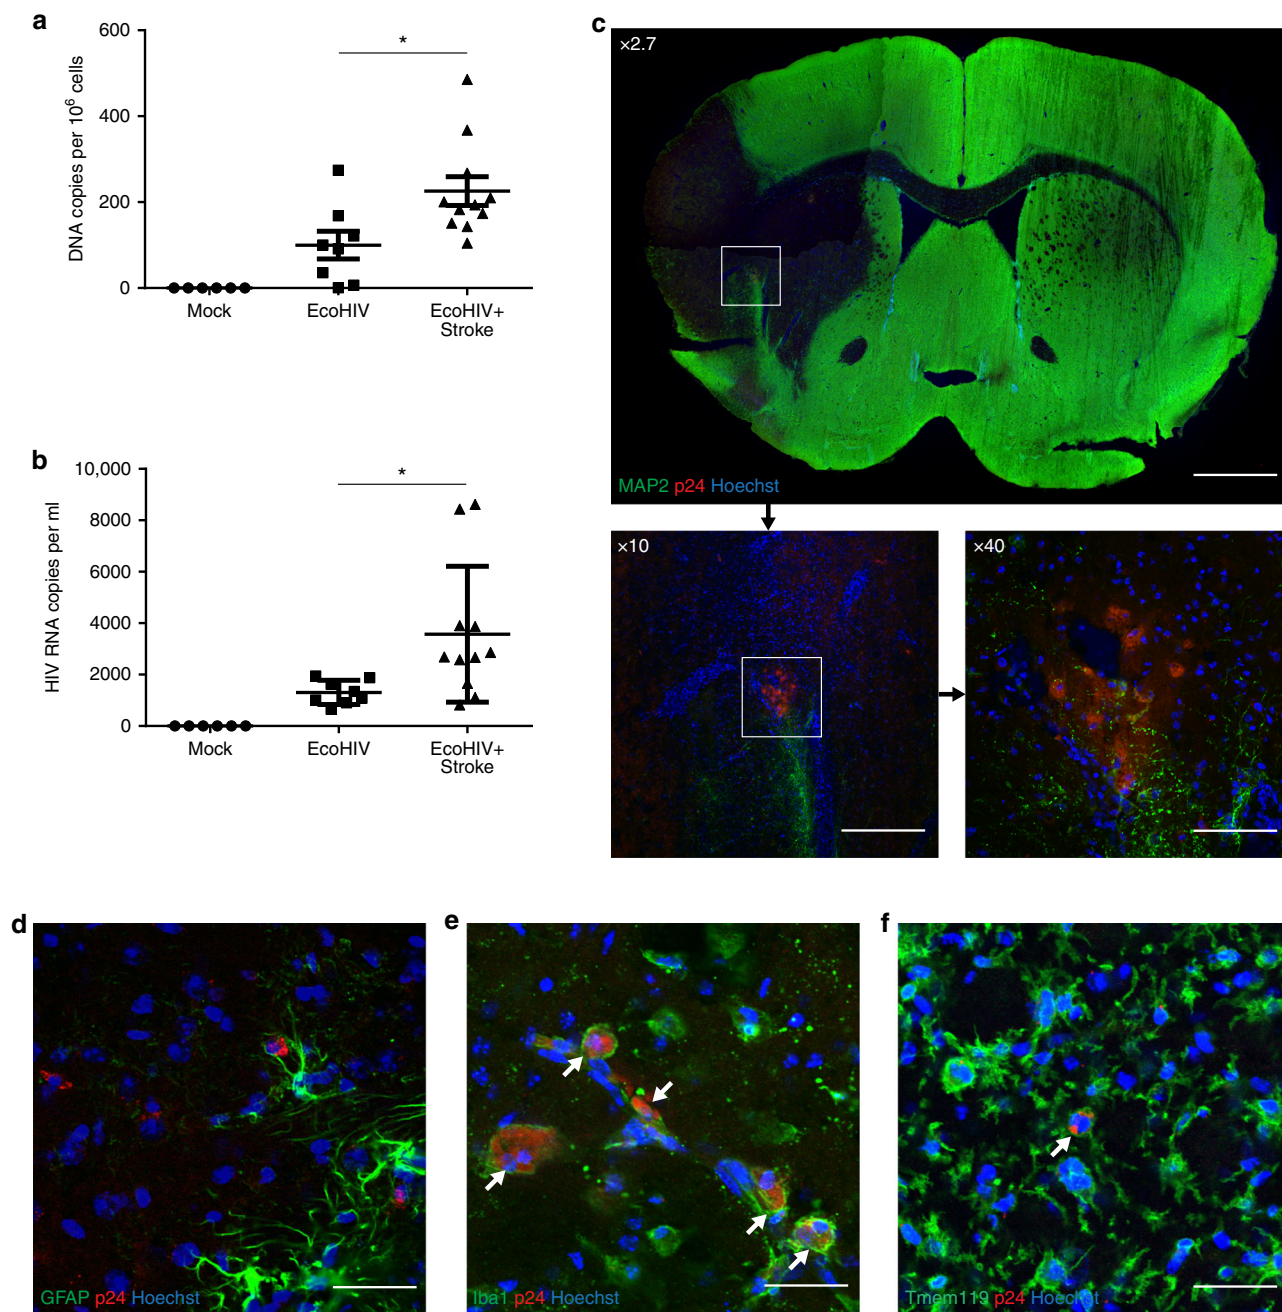 a
600
400
200
0
DNA copies per 10⁶ cells
*
Mock
EcoHIV
EcoHIV+
Stroke
b
10,000
8000
6000
4000
2000
0
HIV RNA copies per ml
*
Mock
EcoHIV
EcoHIV+
Stroke
c
×2.7
MAP2 p24 Hoechst
×10
×40
d
GFAP p24 Hoechst
e
Iba1 p24 Hoechst
f
Tmem119 p24 Hoechst